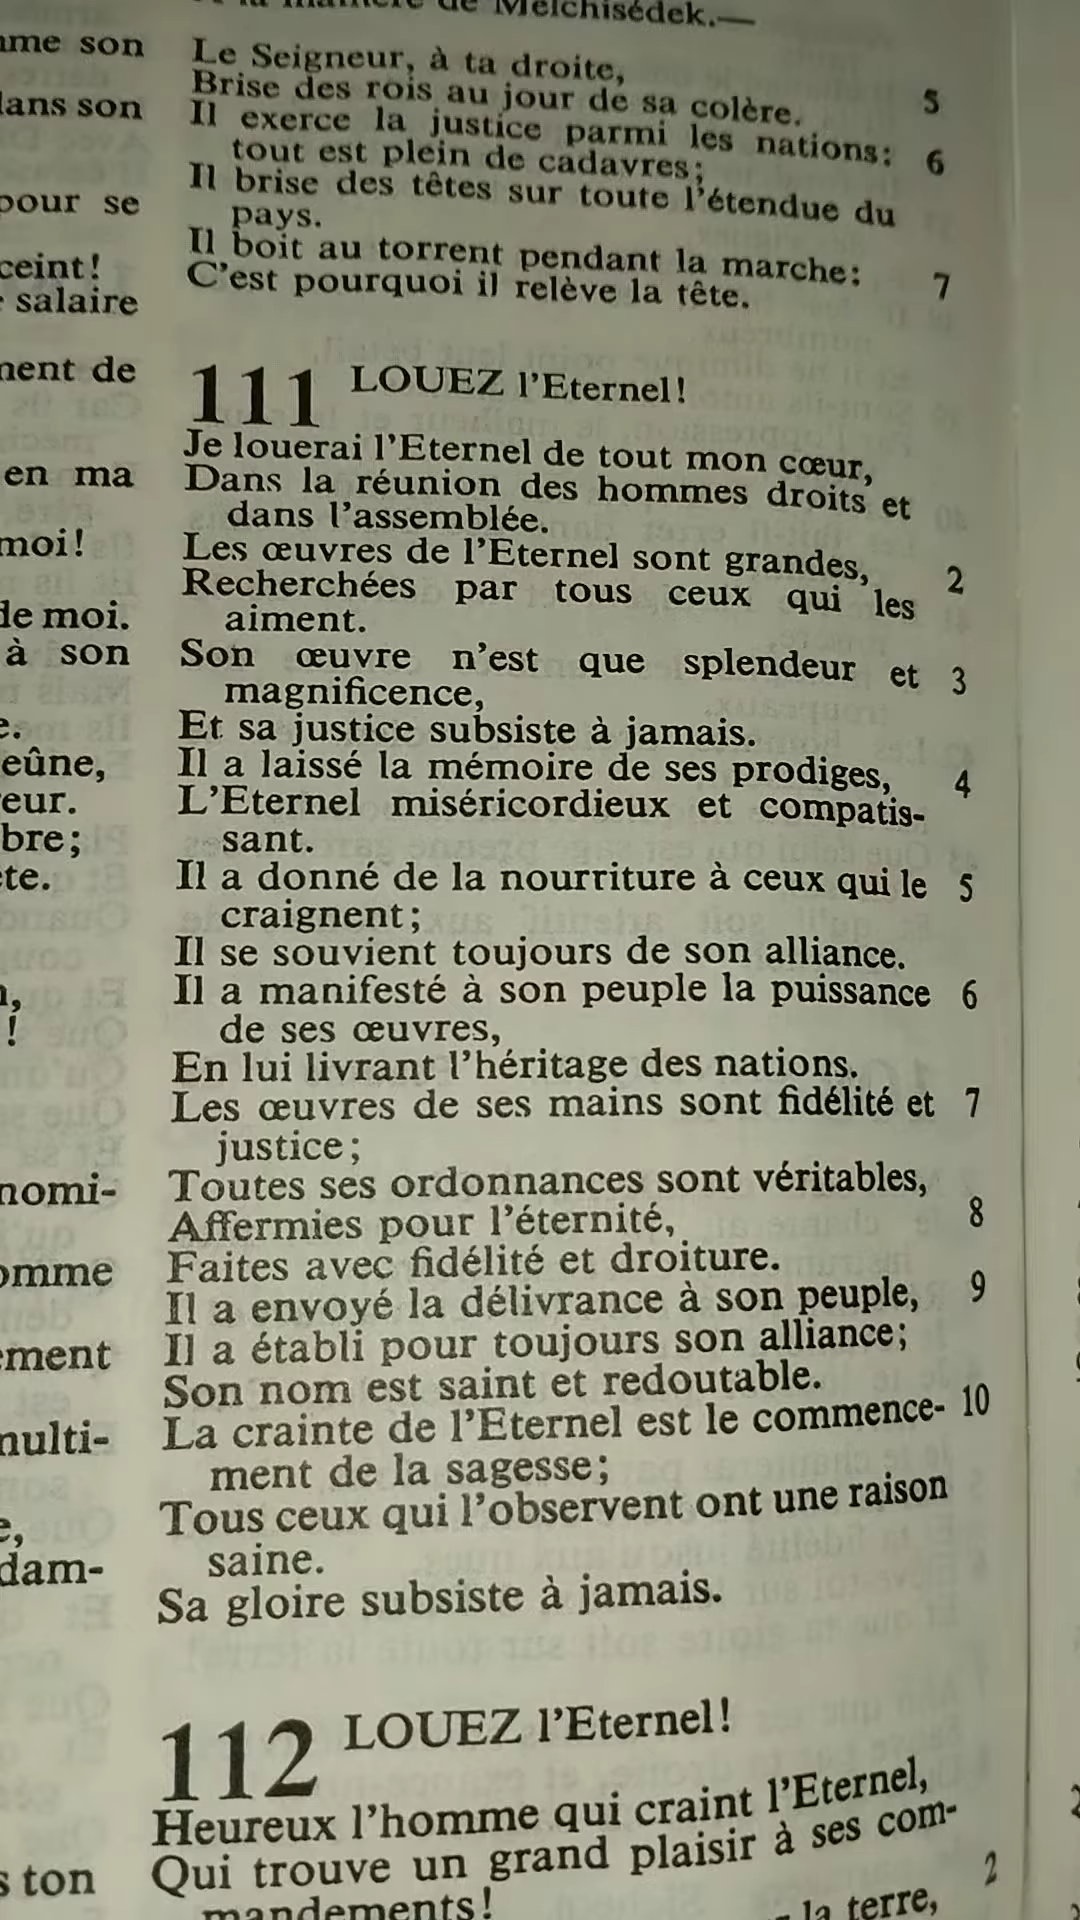 de Melchisédek.—
Le Seigneur, à ta droite,
Brise des rois au jour de sa colère. 5
Il exerce la justice parmi les nations: 6
tout est plein de cadavres;
Il brise des têtes sur toute l'étendue du
pays.
Il boit au torrent pendant la marche: 7
C'est pourquoi il relève la tête.
111 LOUEZ l'Eternel!
Je louerai l'Eternel de tout mon cœur,
Dans la réunion des hommes droits et
dans l'assemblée.
Les œuvres de l'Eternel sont grandes, 2
Recherchées par tous ceux qui les
aiment.
Son œuvre n'est que splendeur et 3
magnificence,
Et sa justice subsiste à jamais.
Il a laissé la mémoire de ses prodiges, 4
L'Eternel miséricordieux et compatis-
sant.
Il a donné de la nourriture à ceux qui le 5
craignent;
Il se souvient toujours de son alliance.
Il a manifesté à son peuple la puissance 6
de ses œuvres,
En lui livrant l'héritage des nations.
Les œuvres de ses mains sont fidélité et 7
justice;
Toutes ses ordonnances sont véritables,
Affermies pour l'éternité, 8
Faites avec fidélité et droiture.
Il a envoyé la délivrance à son peuple, 9
Il a établi pour toujours son alliance;
Son nom est saint et redoutable.
La crainte de l'Eternel est le commence- 10
ment de la sagesse;
Tous ceux qui l'observent ont une raison
saine.
Sa gloire subsiste à jamais.
112 LOUEZ l'Eternel!
Heureux l'homme qui craint l'Eternel,
Qui trouve un grand plaisir à ses com-
mandements! 2
la terre,